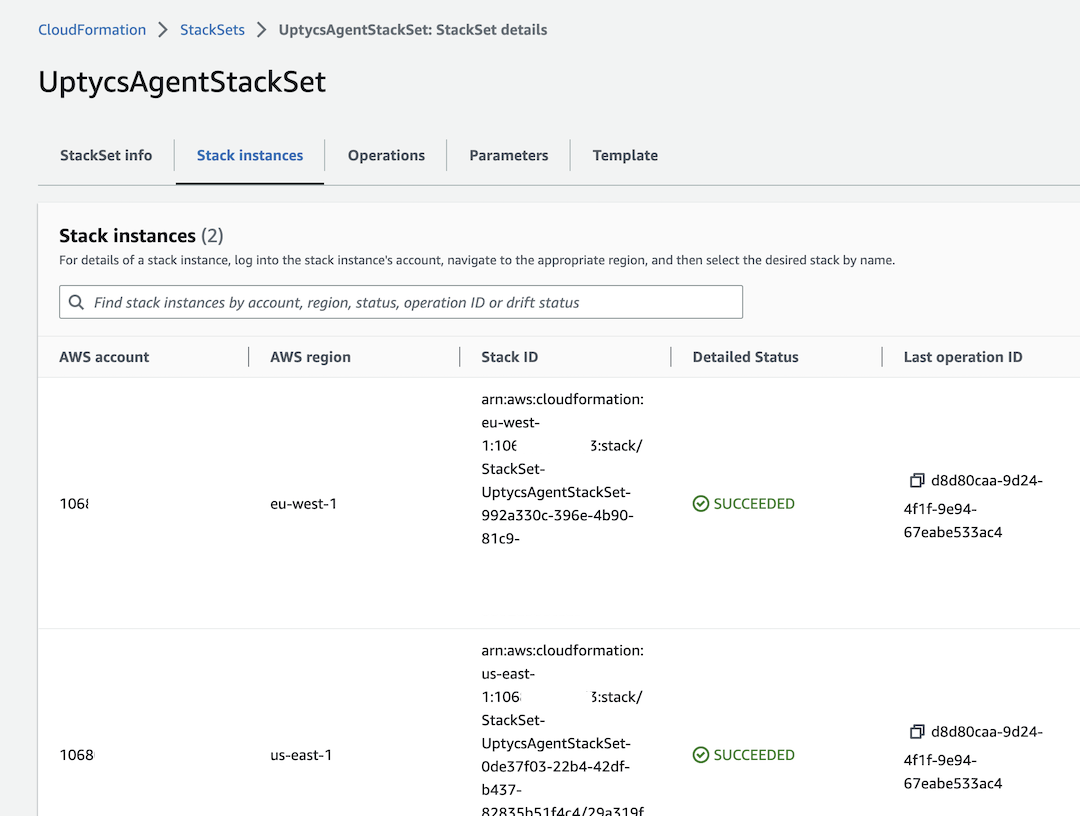 CloudFormation > StackSets > UptycsAgentStackSet: StackSet details
UptycsAgentStackSet
StackSet info
Stack instances
Operations
Parameters
Template
Stack instances (2)
For details of a stack instance, log into the stack instance's account, navigate to the appropriate region, and then select the desired stack by name.
Find stack instances by account, region, status, operation ID or drift status
AWS account
AWS region
Stack ID
Detailed Status
Last operation ID
1068
eu-west-1
arn:aws:cloudformation:
eu-west-
1:106 3:stack/
StackSet-
UptycsAgentStackSet-
992a330c-396e-4b90-
81c9-
SUCCEEDED
d8d80caa-9d24-
4f1f-9e94-
67eabe533ac4
1068
us-east-1
arn:aws:cloudformation:
us-east-
1:106 3:stack/
StackSet-
UptycsAgentStackSet-
0de37f03-22b4-42df-
b437-
82835b51f4c4/29a319f
SUCCEEDED
d8d80caa-9d24-
4f1f-9e94-
67eabe533ac4